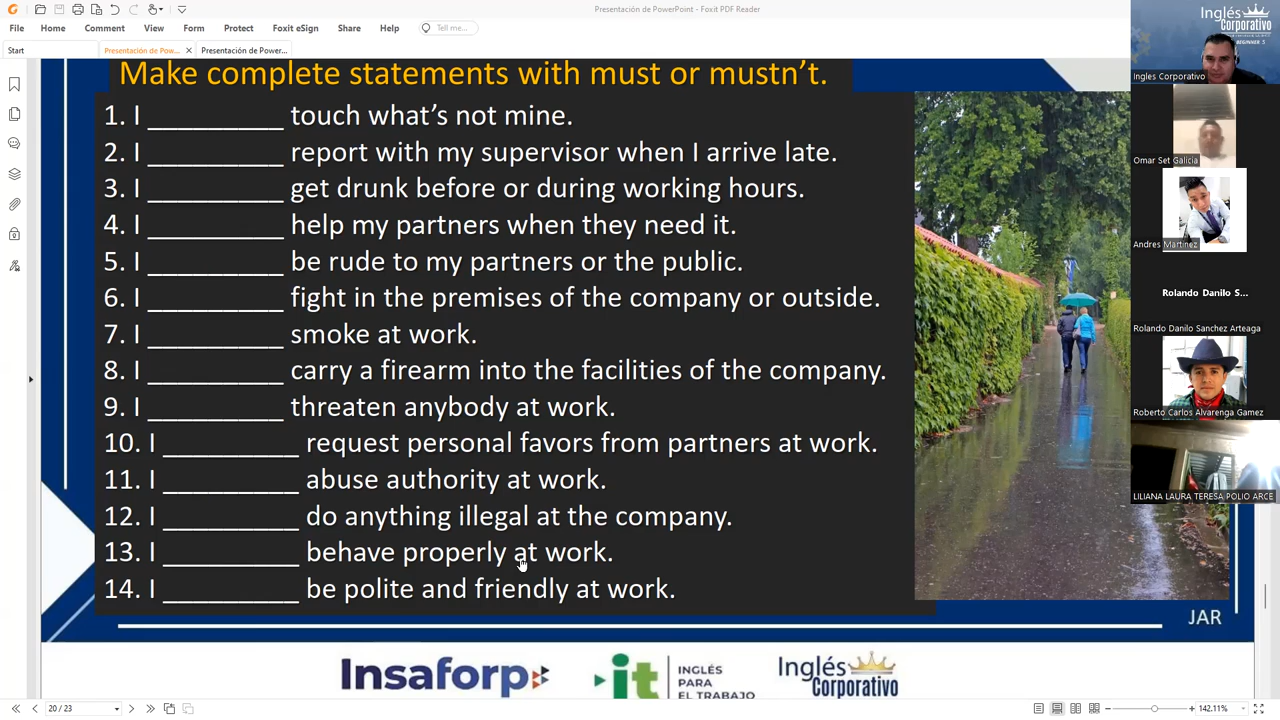 Presentación de PowerPoint - Foxit PDF Reader
File Home Comment View Form Protect Foxit eSign Share Help Tell me...
Start Presentación de Pow... Presentación de Power...
Make complete statements with must or mustn't.
1. I __________ touch what's not mine.
2. I __________ report with my supervisor when I arrive late.
3. I __________ get drunk before or during working hours.
4. I __________ help my partners when they need it.
5. I __________ be rude to my partners or the public.
6. I __________ fight in the premises of the company or outside.
7. I __________ smoke at work.
8. I __________ carry a firearm into the facilities of the company.
9. I __________ threaten anybody at work.
10. I __________ request personal favors from partners at work.
11. I __________ abuse authority at work.
12. I __________ do anything illegal at the company.
13. I __________ behave properly at work.
14. I __________ be polite and friendly at work.
JAR
Insaforp
it
INGLÉS
PARA
EL TRABAJO
Inglés
Corporativo
20 / 23
142.11%
Inglés
Corporativo
BEGINNER 5
Ingles Corporativo
Omar Set Galicia
Andres Martinez
Rolando Danilo S...
Rolando Danilo Sanchez Arteaga
Roberto Carlos Alvarenga Gamez
LILIANA LAURA TERESA POLIO ARCE